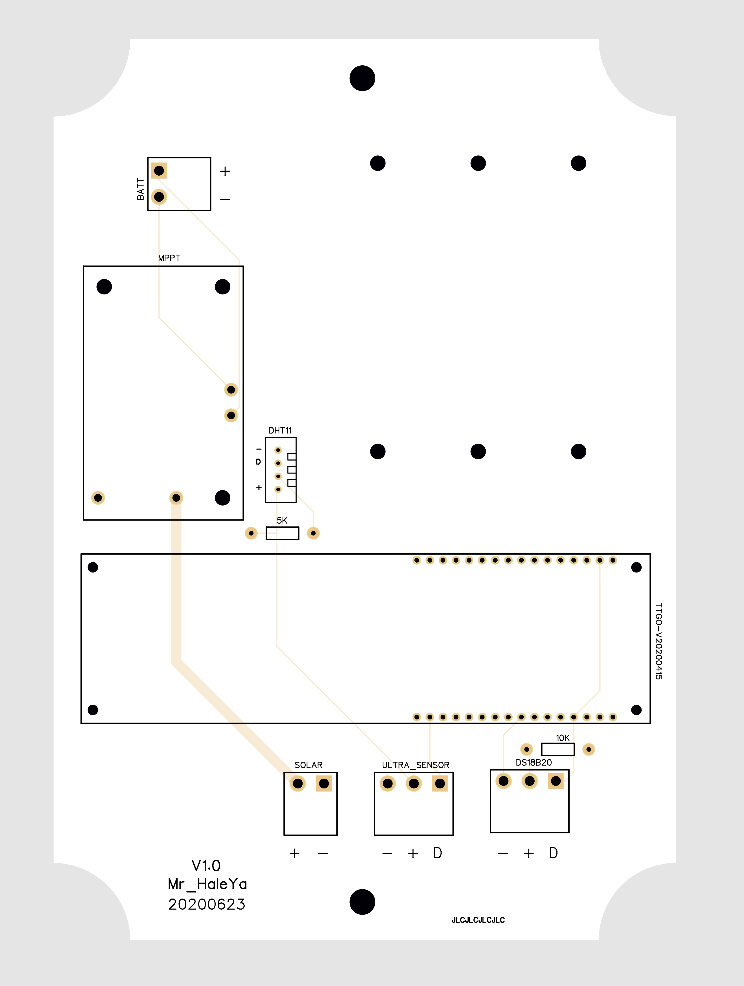 BATT
+
-
MPPT
DHT11
-
D
+
5K
TTGO-V20200415
10K
SOLAR
ULTRA_SENSOR
DS18B20
+ -
- + D
- + D
V1.0
Mr_HaleYa
20200623
JLCJLCJLCJLC